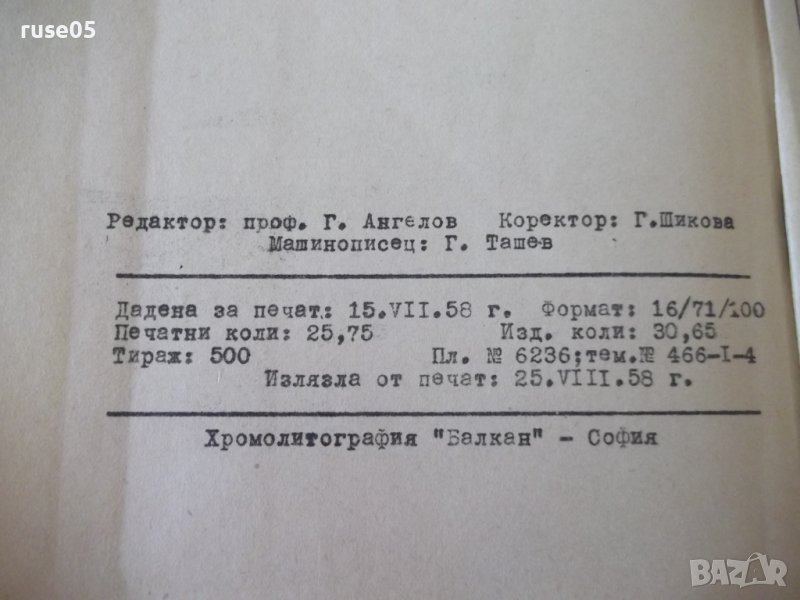 ruse05
Редактор: проф. Г. Ангелов Коректор: Г.Шикова
Машинописец: Г. Ташев
Дадена за печат: 15.VII.58 г. Формат: 16/71/100
Печатни коли: 25,75 Изд. коли: 30,65
Тираж: 500 Пл. № 6236;тем.№ 466-I-4
Излязла от печат: 25.VIII.58 г.
Хромолитография "Балкан" - София
BAZAR